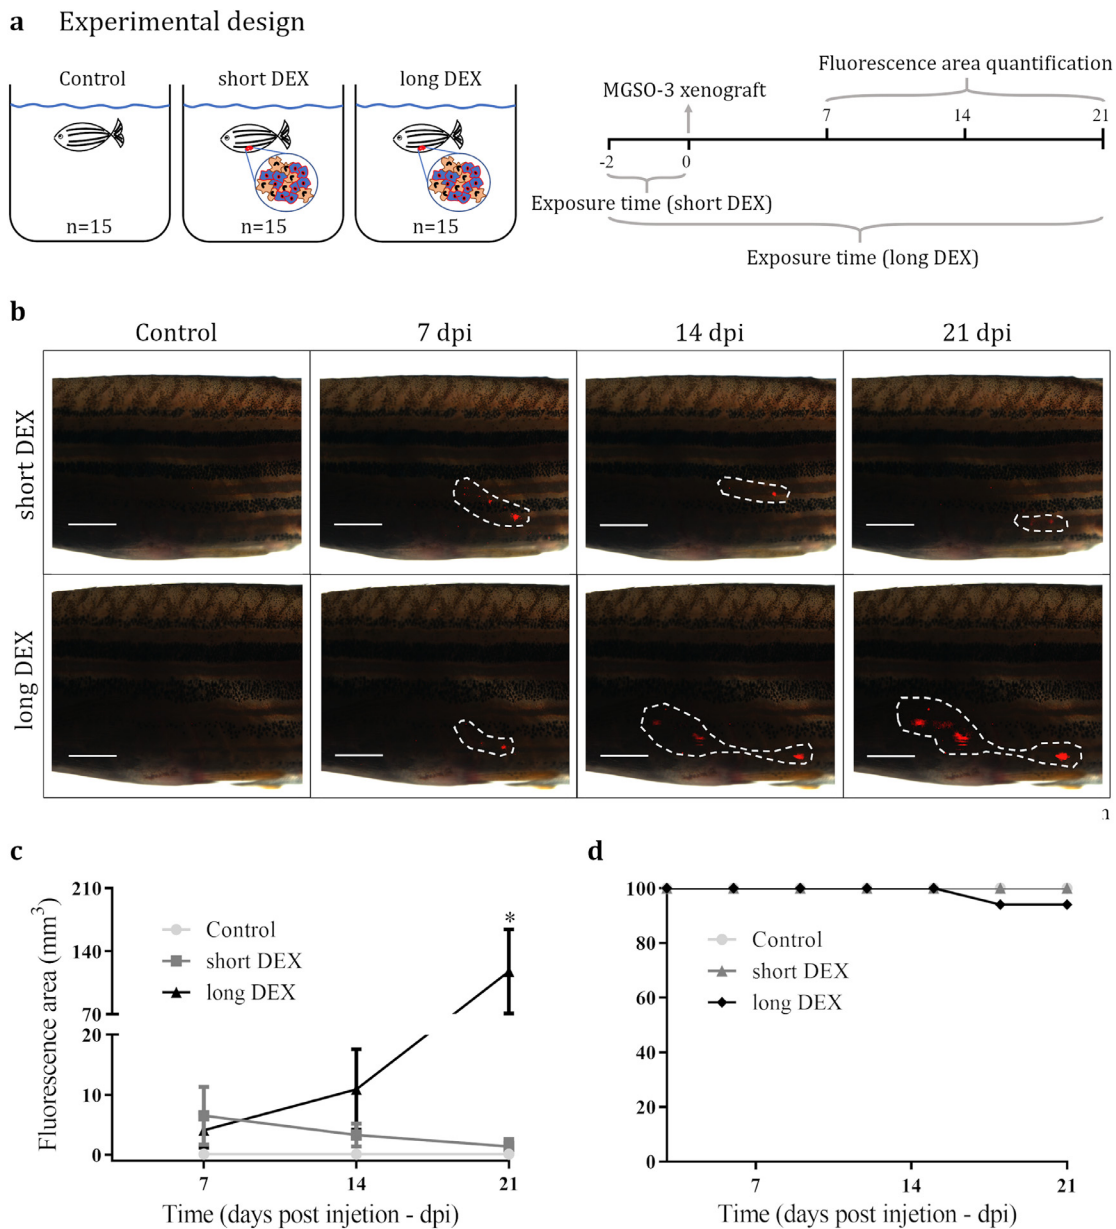 a Experimental design
Control
short DEX
long DEX
n=15
n=15
n=15
Fluorescence area quantification
MGSO-3 xenograft
7
14
21
-2
0
Exposure time (short DEX)
Exposure time (long DEX)
b
Control
7 dpi
14 dpi
21 dpi
short DEX
long DEX
c
Fluorescence area (mm³)
210
140
70
20
10
0
Control
short DEX
long DEX
*
7
14
21
Time (days post injetion - dpi)
d
100
80
60
40
20
0
Control
short DEX
long DEX
7
14
21
Time (days post injetion - dpi)